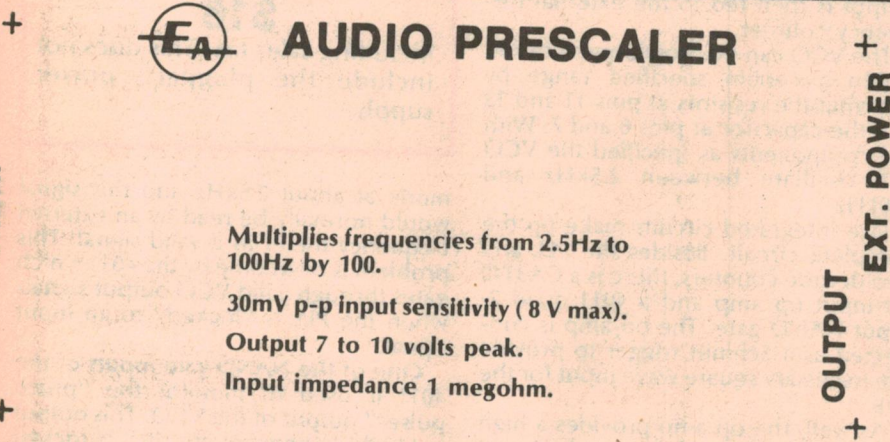 EA AUDIO PRESCALER
Multiplies frequencies from 2.5Hz to
100Hz by 100.
30mV p-p input sensitivity ( 8 V max).
Output 7 to 10 volts peak.
Input impedance 1 megohm.
OUTPUT
EXT. POWER